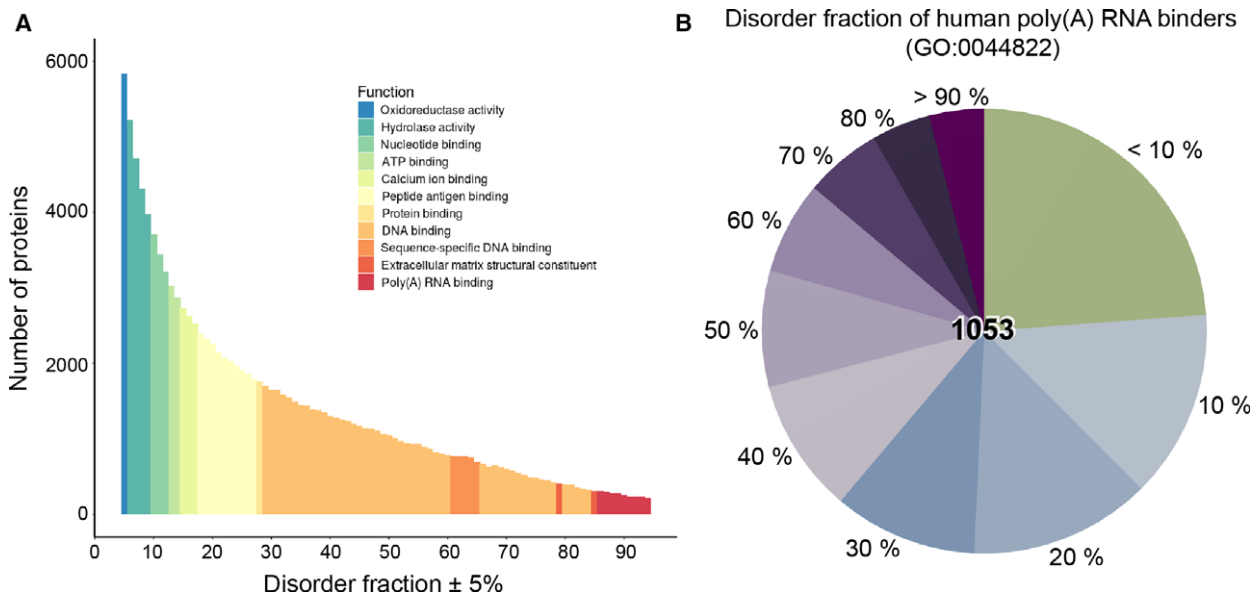 A
Number of proteins
6000
4000
2000
0
0 10 20 30 40 50 60 70 80 90
Disorder fraction ± 5%
Function
Oxidoreductase activity
Hydrolase activity
Nucleotide binding
ATP binding
Calcium ion binding
Peptide antigen binding
Protein binding
DNA binding
Sequence-specific DNA binding
Extracellular matrix structural constituent
Poly(A) RNA binding
B
Disorder fraction of human poly(A) RNA binders
(GO:0044822)
< 10 %
10 %
20 %
30 %
40 %
50 %
60 %
70 %
80 %
> 90 %
1053